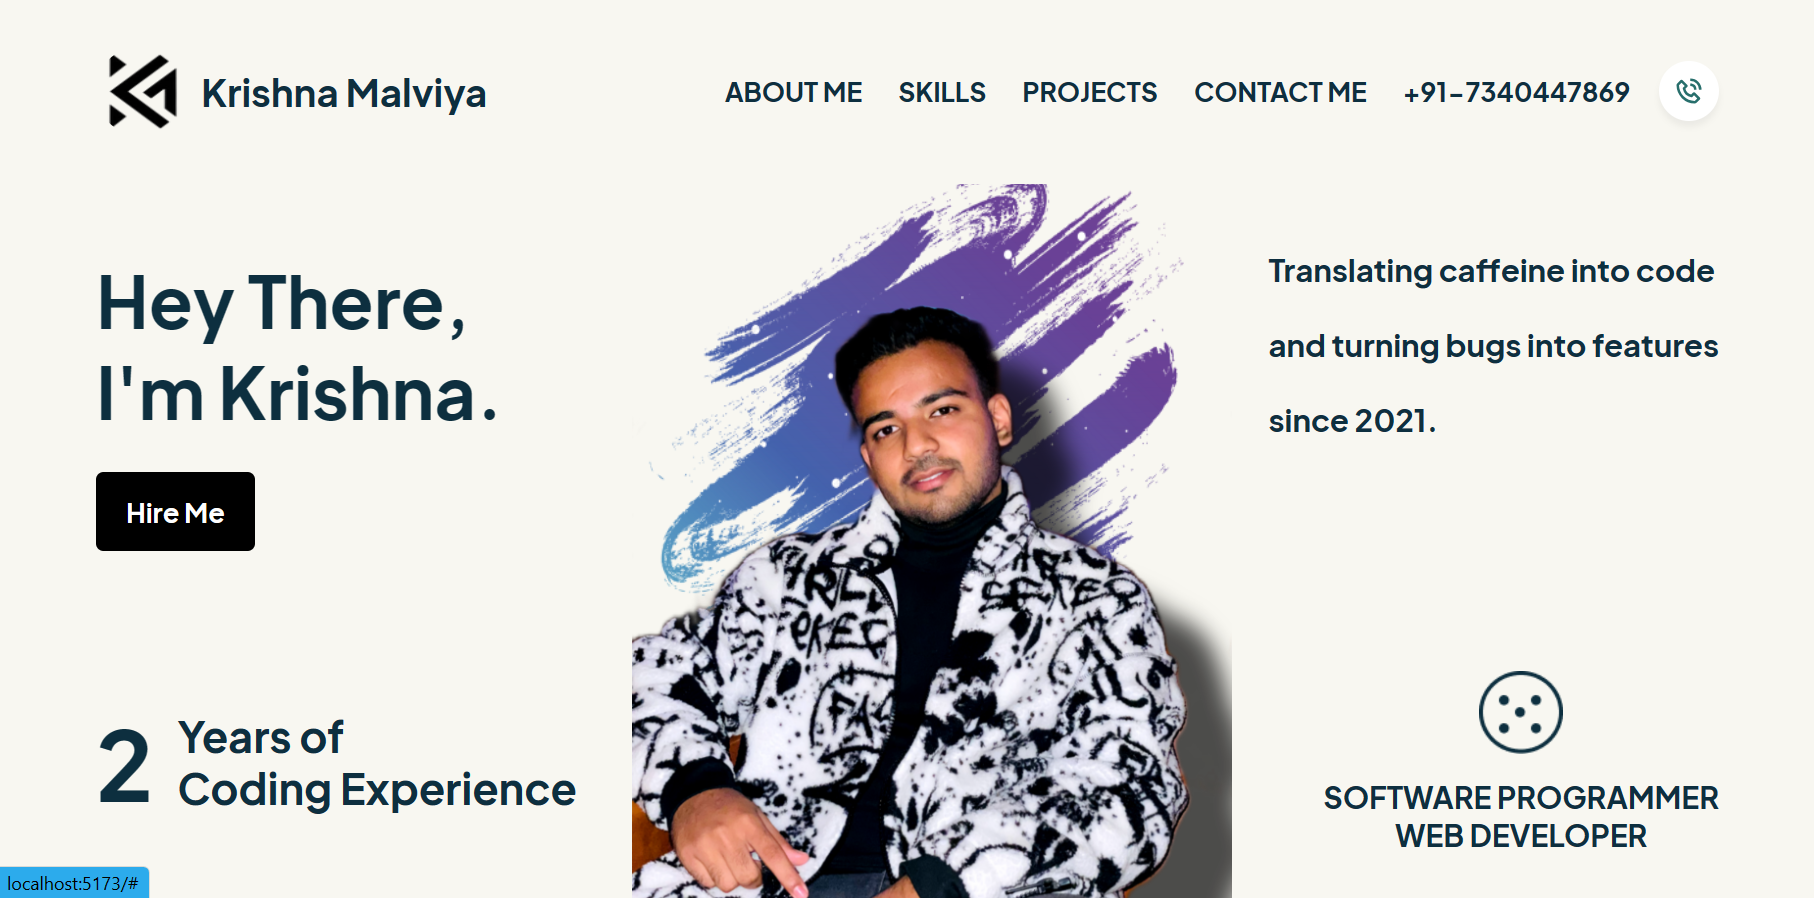 Krishna Malviya
ABOUT ME SKILLS PROJECTS CONTACT ME +91-7340447869
Hey There,
I'm Krishna.
Hire Me
Translating caffeine into code
and turning bugs into features
since 2021.
2 Years of
Coding Experience
SOFTWARE PROGRAMMER
WEB DEVELOPER
localhost:5173/#